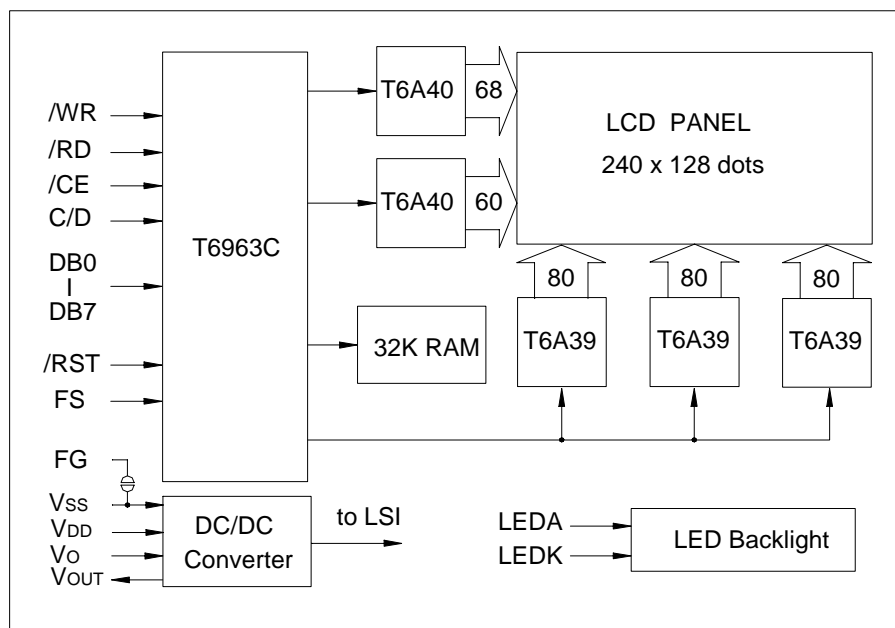 /WR
/RD
/CE
C/D
DB0
DB7
/RST
FS
FG
VSS
VDD
VO
VOUT
T6963C
DC/DC
Converter
to LSI
T6A40
68
T6A40
60
32K RAM
LCD PANEL
240 x 128 dots
80
80
80
T6A39
T6A39
T6A39
LEDA
LEDK
LED Backlight